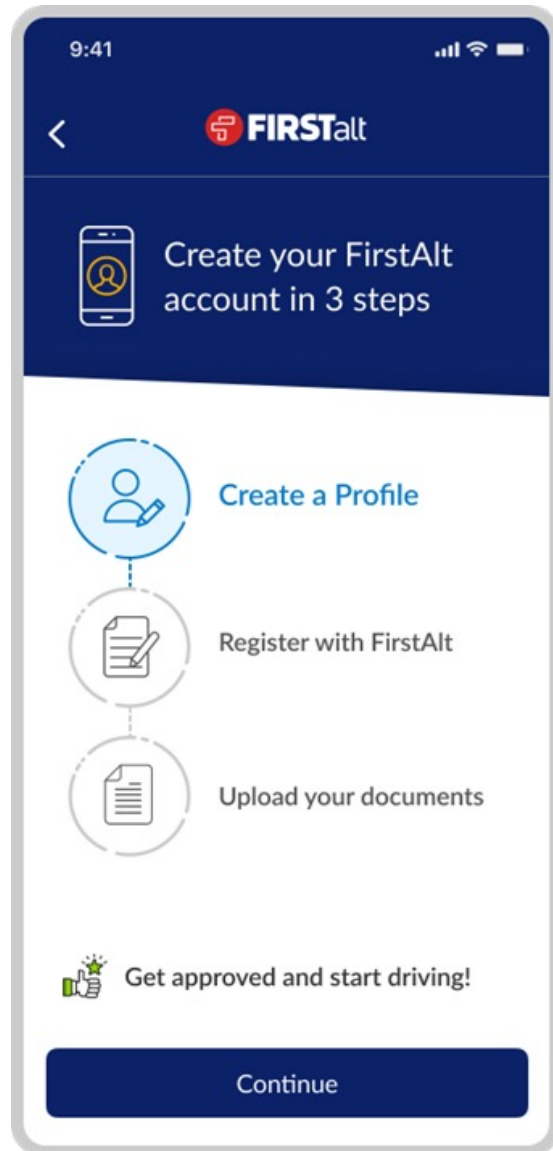 9:41
FIRSTalt
Create your FirstAlt
account in 3 steps
Create a Profile
Register with FirstAlt
Upload your documents
Get approved and start driving!
Continue